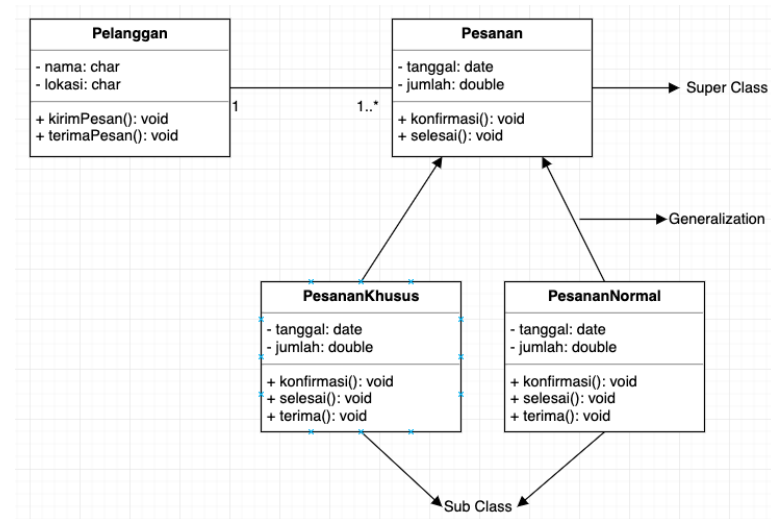 Pelanggan
- nama: char
- lokasi: char
+ kirimPesan(): void
+ terimaPesan(): void
1
1..*
Pesanan
- tanggal: date
- jumlah: double
+ konfirmasi(): void
+ selesai(): void
Super Class
Generalization
PesananKhusus
- tanggal: date
- jumlah: double
+ konfirmasi(): void
+ selesai(): void
+ terima(): void
PesananNormal
- tanggal: date
- jumlah: double
+ konfirmasi(): void
+ selesai(): void
+ terima(): void
Sub Class